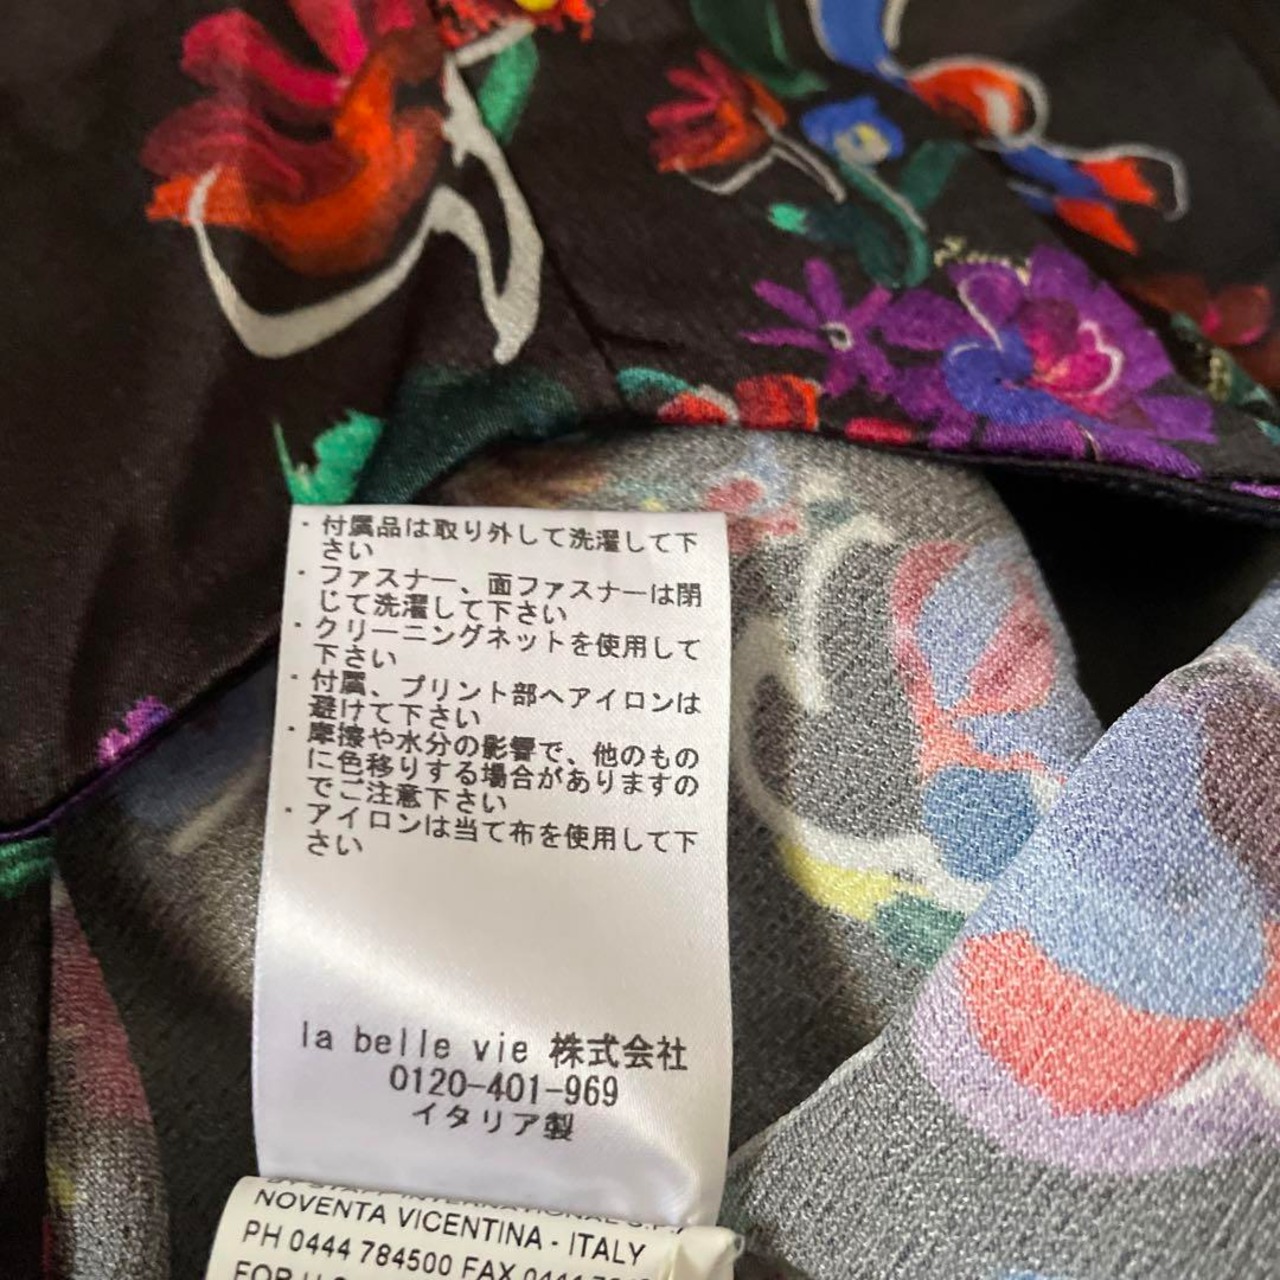 ・付属品は取り外して洗濯して下
さい
・ファスナー、面ファスナーは閉
じて洗濯して下さい
・クリーニングネットを使用して
下さい
・付属、プリント部へアイロンは
避けて下さい
・摩擦や水分の影響で、他のもの
に色移りする場合がありますの
でご注意下さい
・アイロンは当て布を使用して下
さい
la belle vie 株式会社
0120-401-969
イタリア製
BY STAFF INTERNATIONAL S.P.A
NOVENTA VICENTINA - ITALY
PH 0444 784500 FAX 0444
FOR U.S.